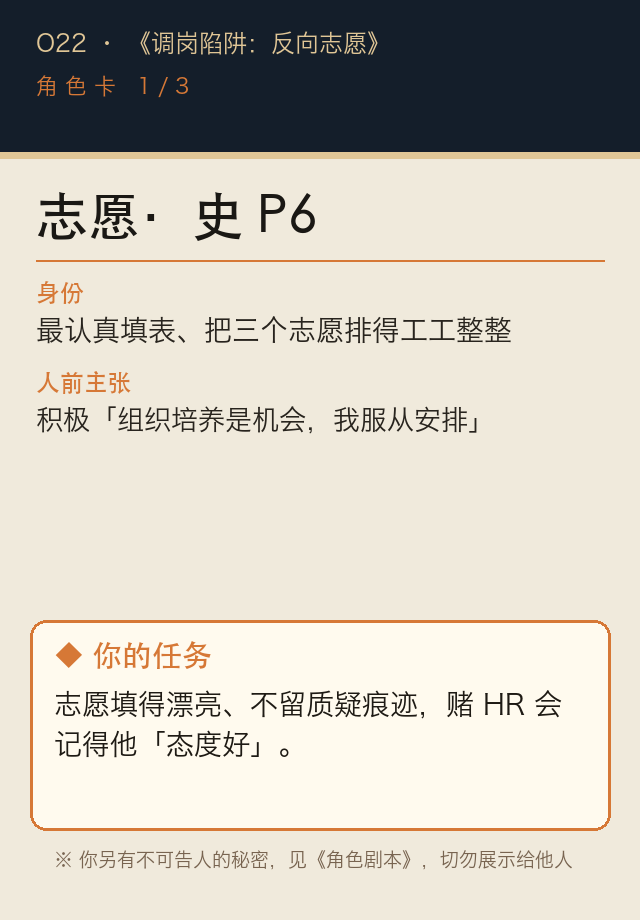 O22 · 《调岗陷阱：反向志愿》
角色卡 1/3
志愿· 史 P6
身份
最认真填表、把三个志愿排得工工整整
人前主张
积极「组织培养是机会，我服从安排」
◆ 你的任务
志愿填得漂亮、不留质疑痕迹，赌 HR 会
记得他「态度好」。
※ 你另有不可告人的秘密，见《角色剧本》，切勿展示给他人